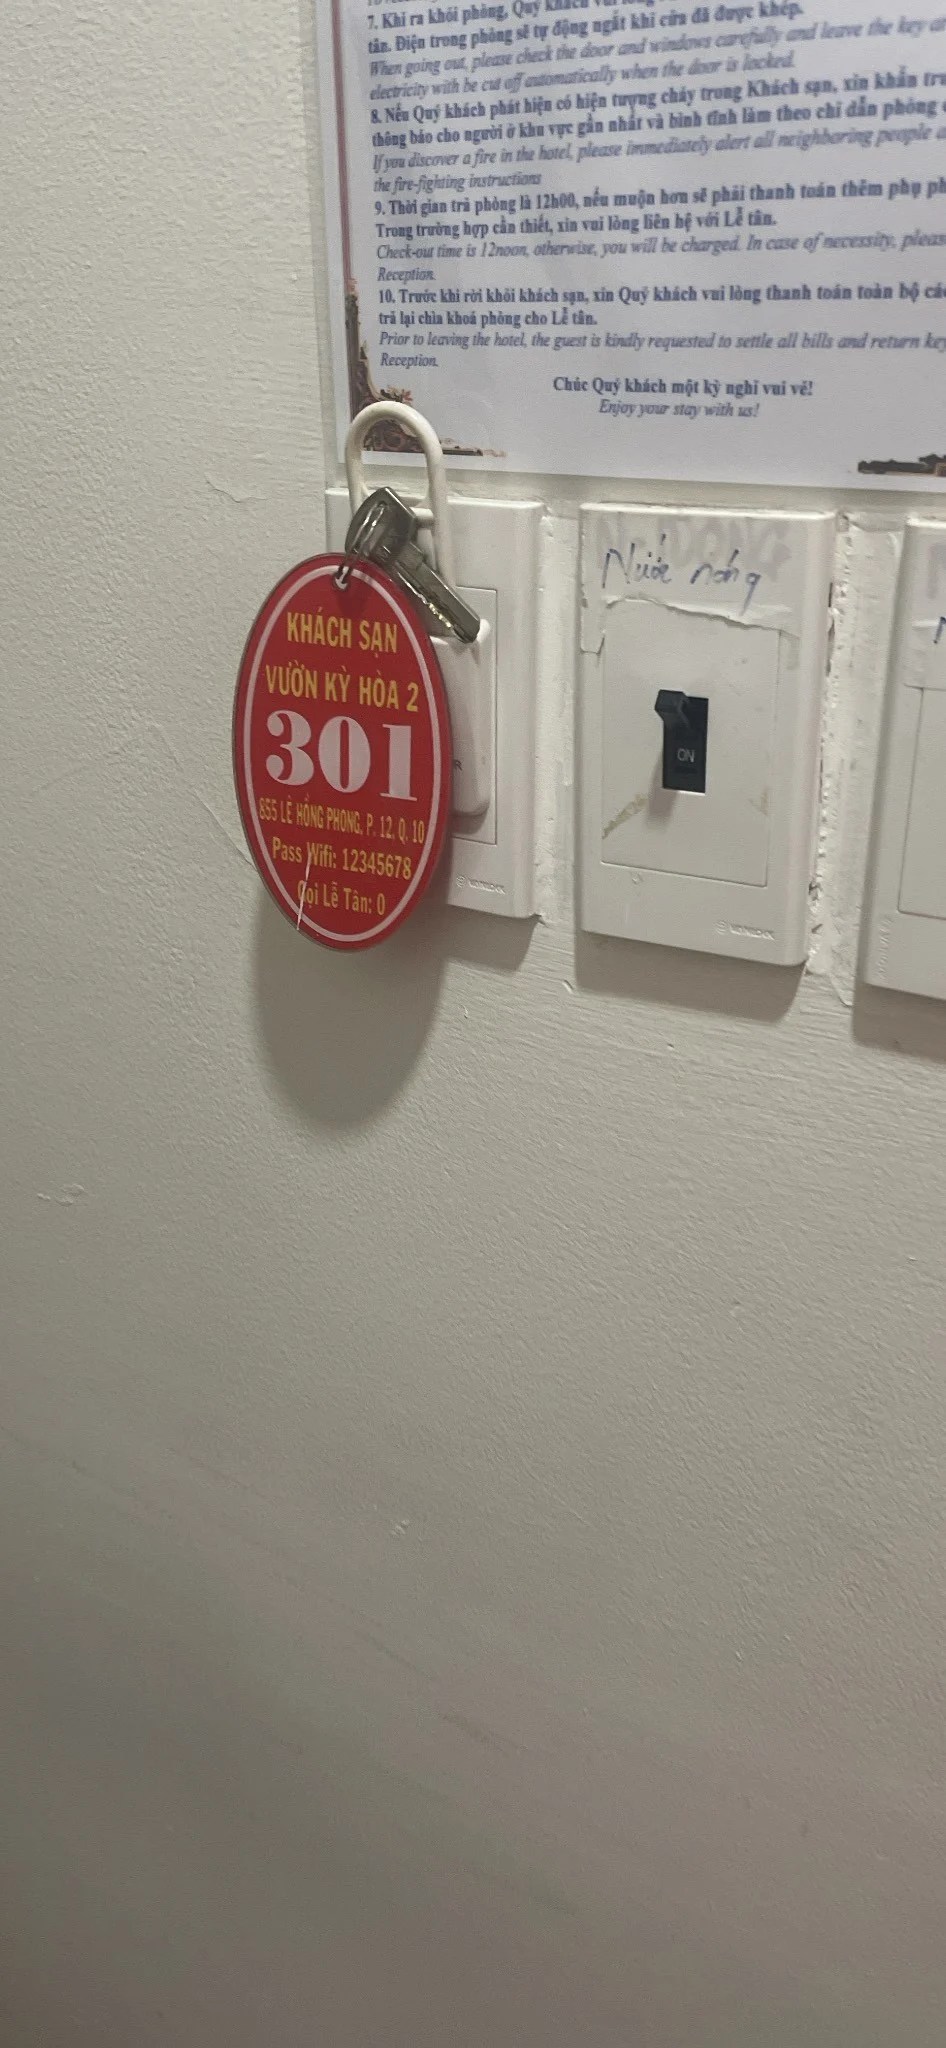 7. Khi ra khỏi phòng, Quý khách vui lòng
tân. Điện trong phòng sẽ tự động ngắt khi cửa đã được khép.
When going out, please check the door and windows carefully and leave the key
electricity with be cut off automatically when the door is locked.
8. Nếu Quý khách phát hiện có hiện tượng cháy trong Khách sạn, xin khẩn
thông báo cho người ở khu vực gần nhất và bình tĩnh làm theo chỉ dẫn phòng
If you discover a fire in the hotel, please immediately alert all neighboring people
the fire-fighting instructions
9. Thời gian trả phòng là 12h00, nếu muộn hơn sẽ phải thanh toán thêm phụ
Trong trường hợp cần thiết, xin vui lòng liên hệ với Lễ tân.
Check-out time is 12noon, otherwise, you will be charged. In case of necessity,
Reception.
10. Trước khi rời khỏi khách sạn, xin Quý khách vui lòng thanh toán toàn bộ
trả lại chìa khoá phòng cho Lễ tân.
Prior to leaving the hotel, the guest is kindly requested to settle all bills and return
Reception.
Chúc Quý khách một kỳ nghỉ vui vẻ!
Enjoy your stay with us!
Nước nóng
ON
KHÁCH SẠN
VƯỜN KỲ HÒA 2
301
855 LÊ HỒNG PHONG, P. 12, Q. 10
Pass Wifi: 12345678
Gọi Lễ Tân: 0